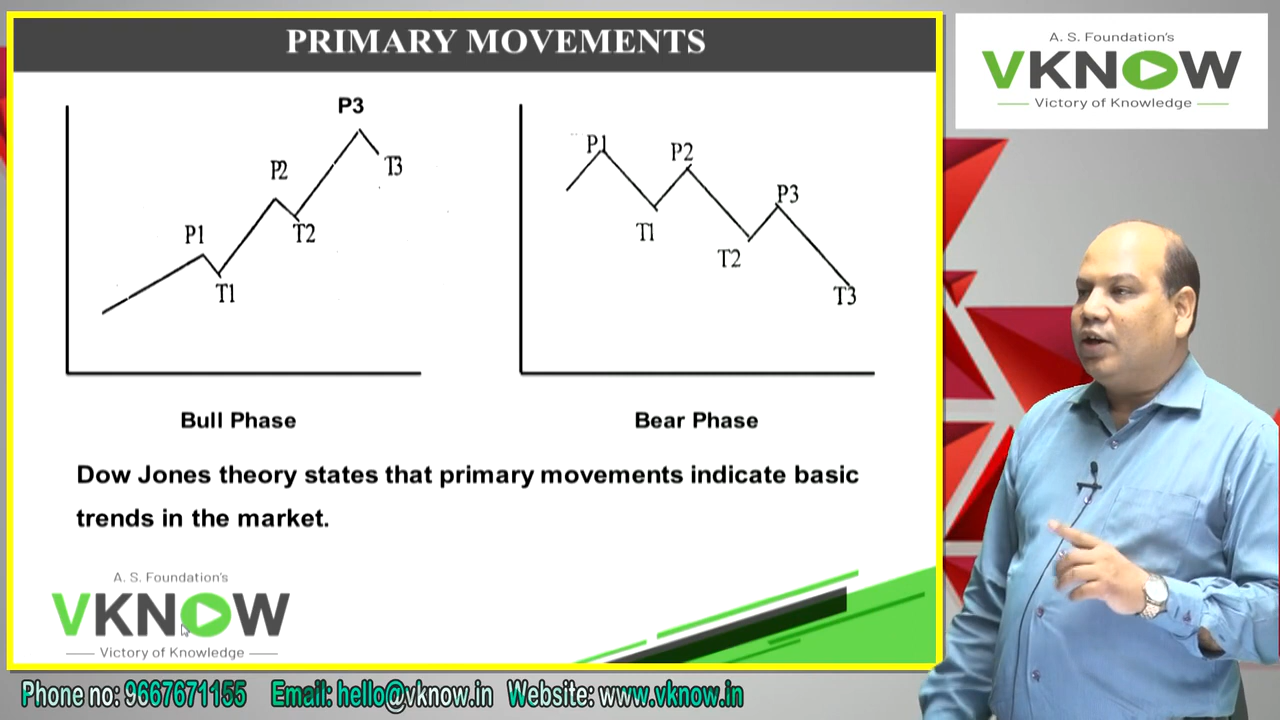 PRIMARY MOVEMENTS
P3
P2
T3
P1
T2
T1
Bull Phase
P1
P2
P3
T1
T2
T3
Bear Phase
Dow Jones theory states that primary movements indicate basic
trends in the market.
A. S. Foundation's
VKNOW
Victory of Knowledge
A. S. Foundation's
VKNOW
Victory of Knowledge
Phone no: 9667671155 Email: hello@vknow.in Website: www.vknow.in